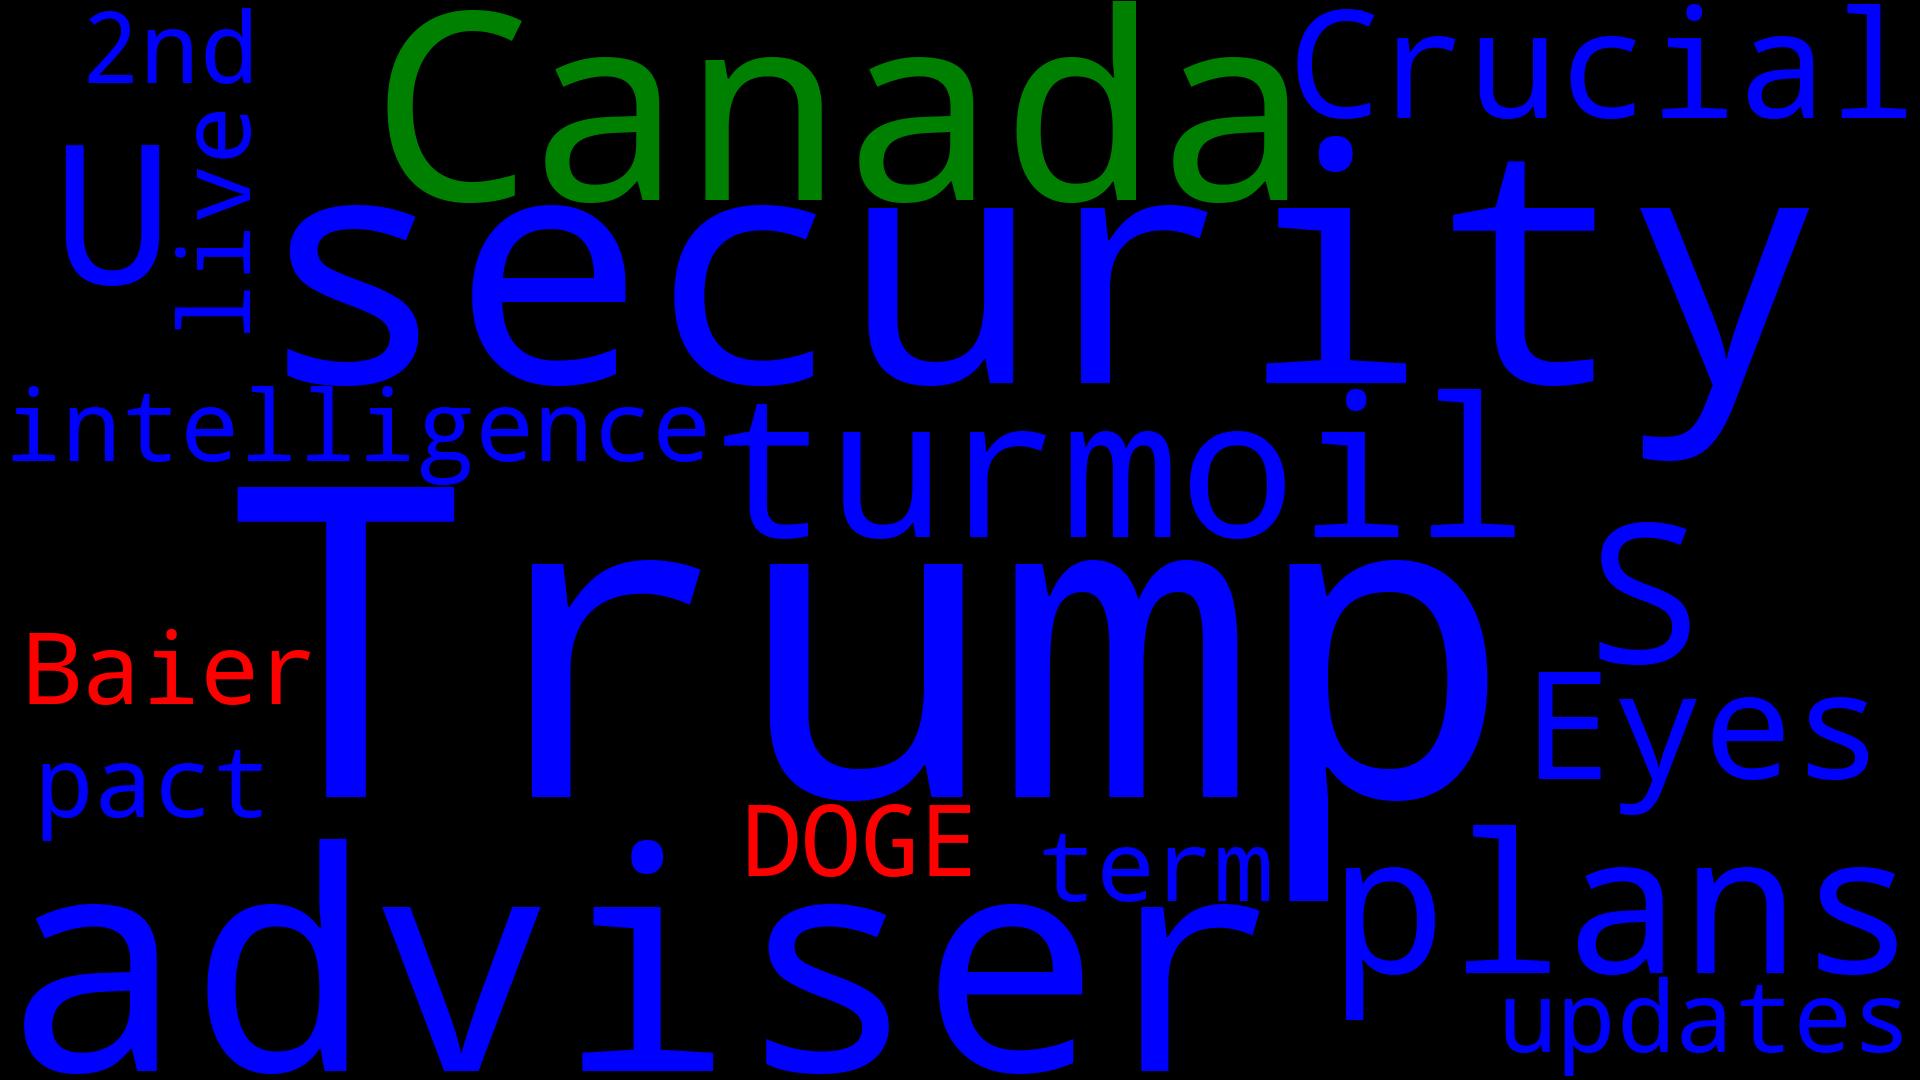 2nd
Canada
Crucial
U
live
security
intelligence
turmoil
Trump
S
Baier
Eyes
pact
DOGE
term
plans
adviser
updates